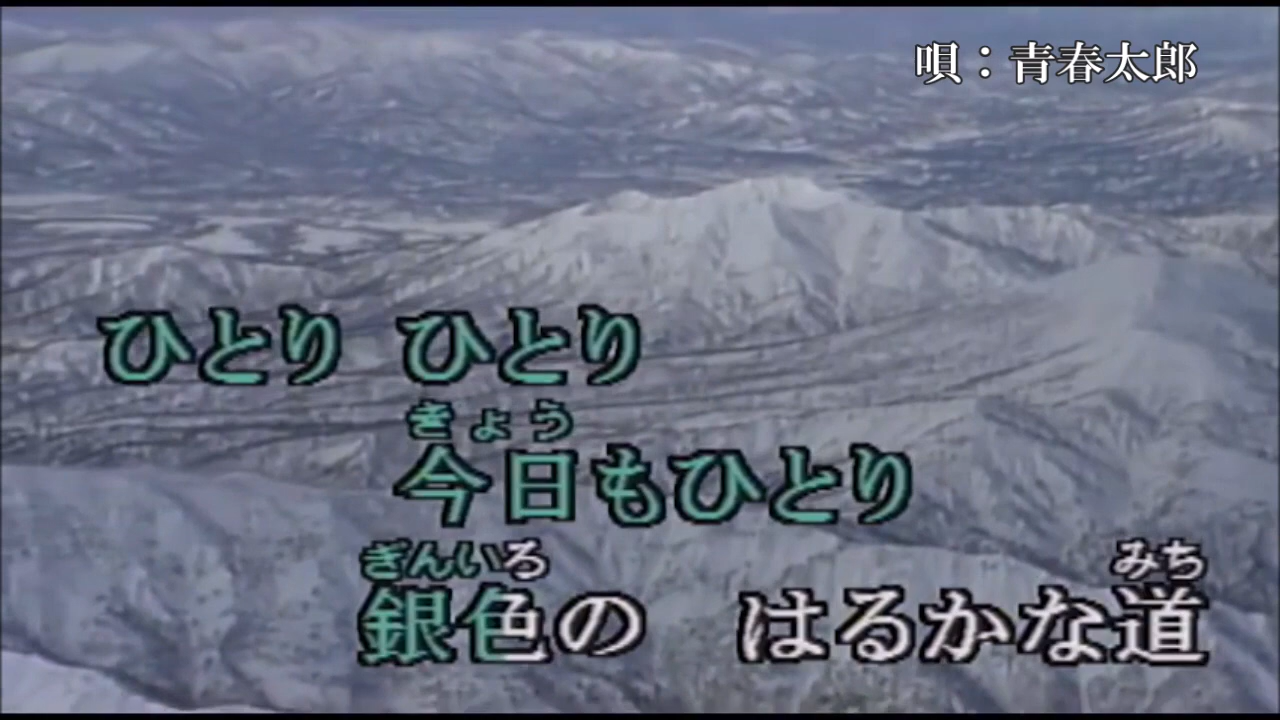 唄：青春太郎
ひとり ひとり
きょう
今日もひとり
ぎんいろ みち
銀色の はるかな道